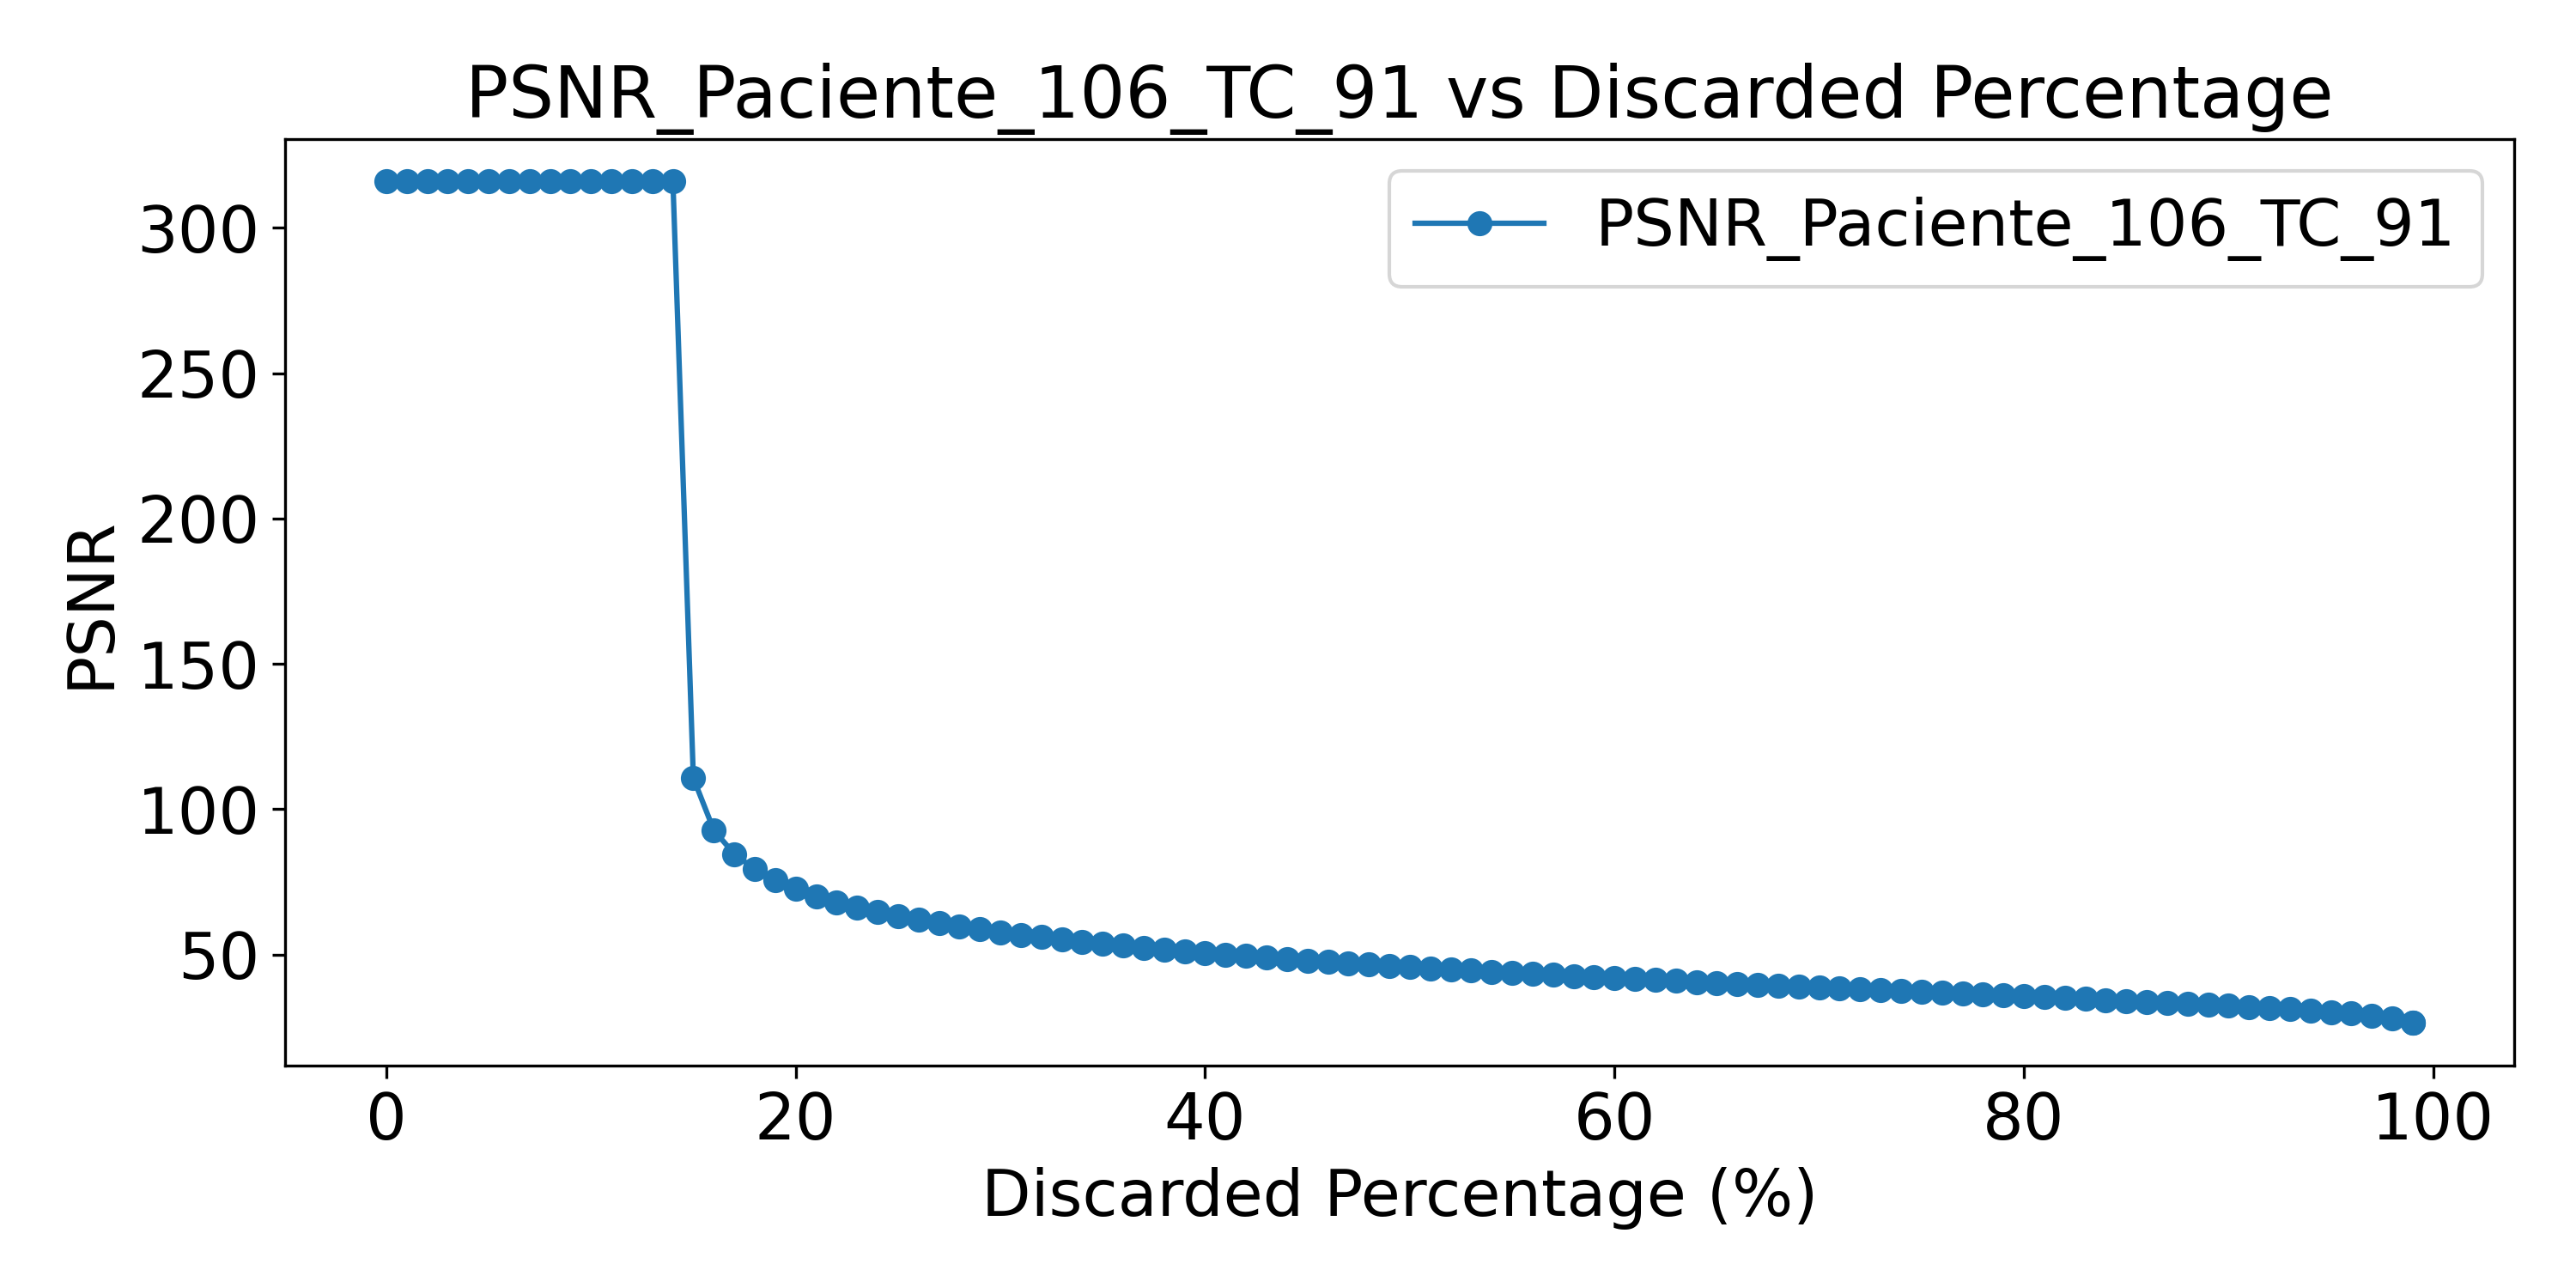 PSNR_Paciente_106_TC_91 vs Discarded Percentage
PSNR_Paciente_106_TC_91
PSNR
300
250
200
150
100
50
0 20 40 60 80 100
Discarded Percentage (%)